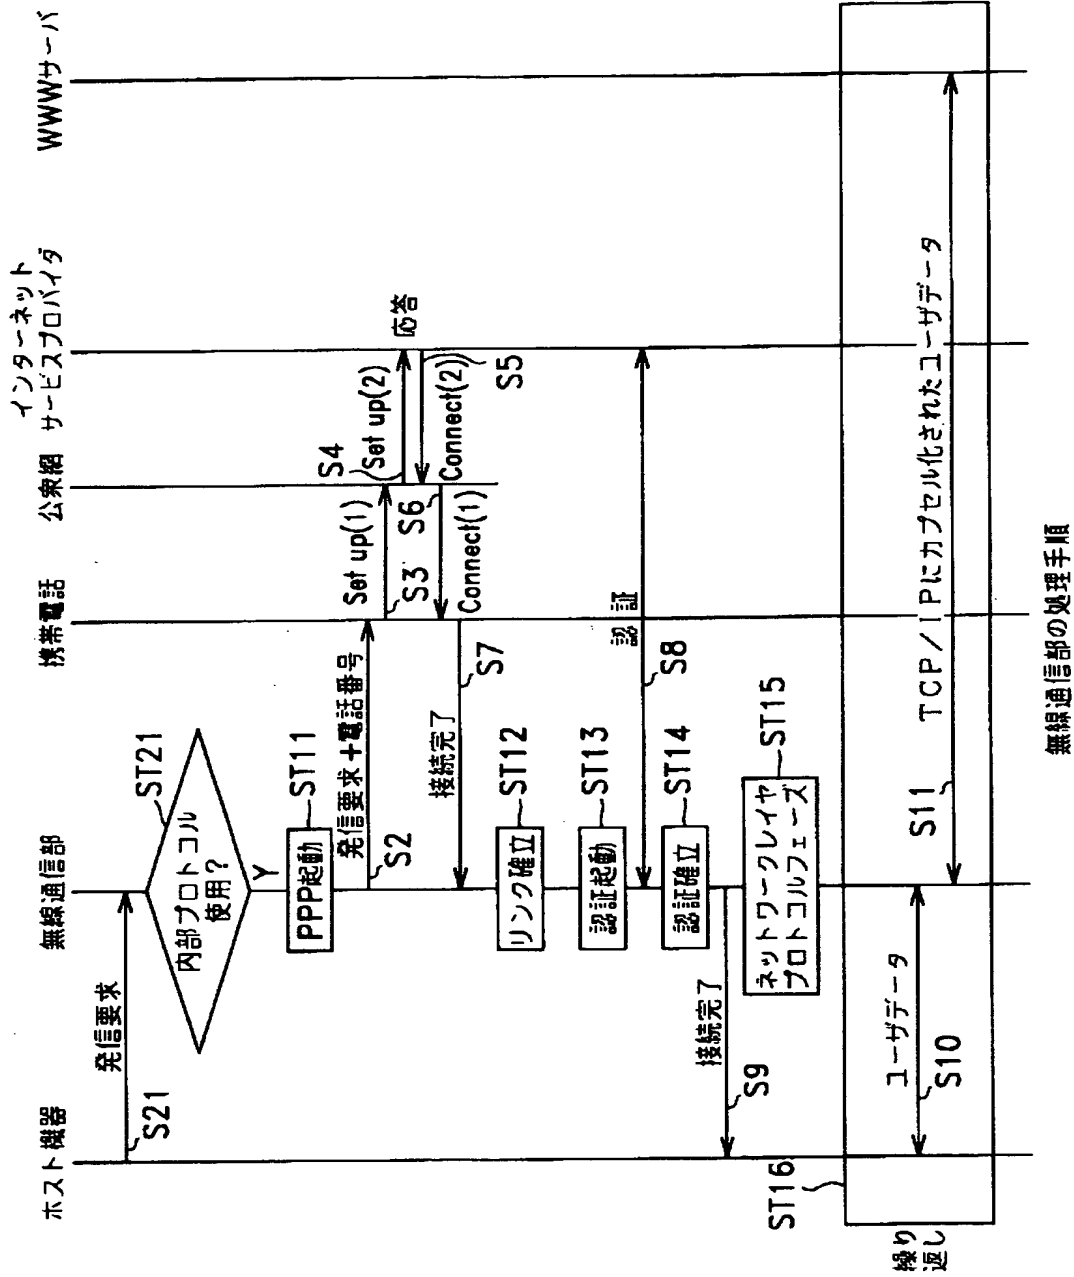 ホスト機器
無線通信部
携帯電話
公衆網
インターネット
サービスプロバイダ
WWWサーバ
発信要求
S21
内部プロトコル
使用?
ST21
Y
PPP起動
ST11
発信要求+電話番号
S2
Set up(1)
S3
S4
Set up(2)
応答
Connect(2)
S5
S6
Connect(1)
接続完了
S7
リンク確立
ST12
認証起動
ST13
認証
S8
認証確立
ST14
接続完了
S9
ネットワークレイヤ
プロトコルフェーズ
ST15
ST16
繰り
返し
ユーザデータ
S10
TCP/IPにカプセル化されたユーザデータ
S11
無線通信部の処理手順